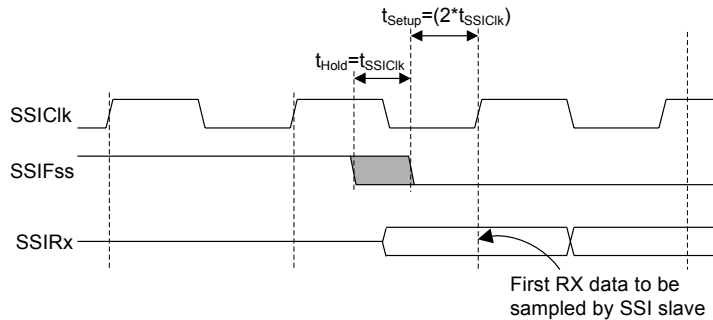 t_Setup=(2*t_SSIClk)
t_Hold=t_SSIClk
SSIClk
SSIFss
SSIRx
First RX data to be
sampled by SSI slave